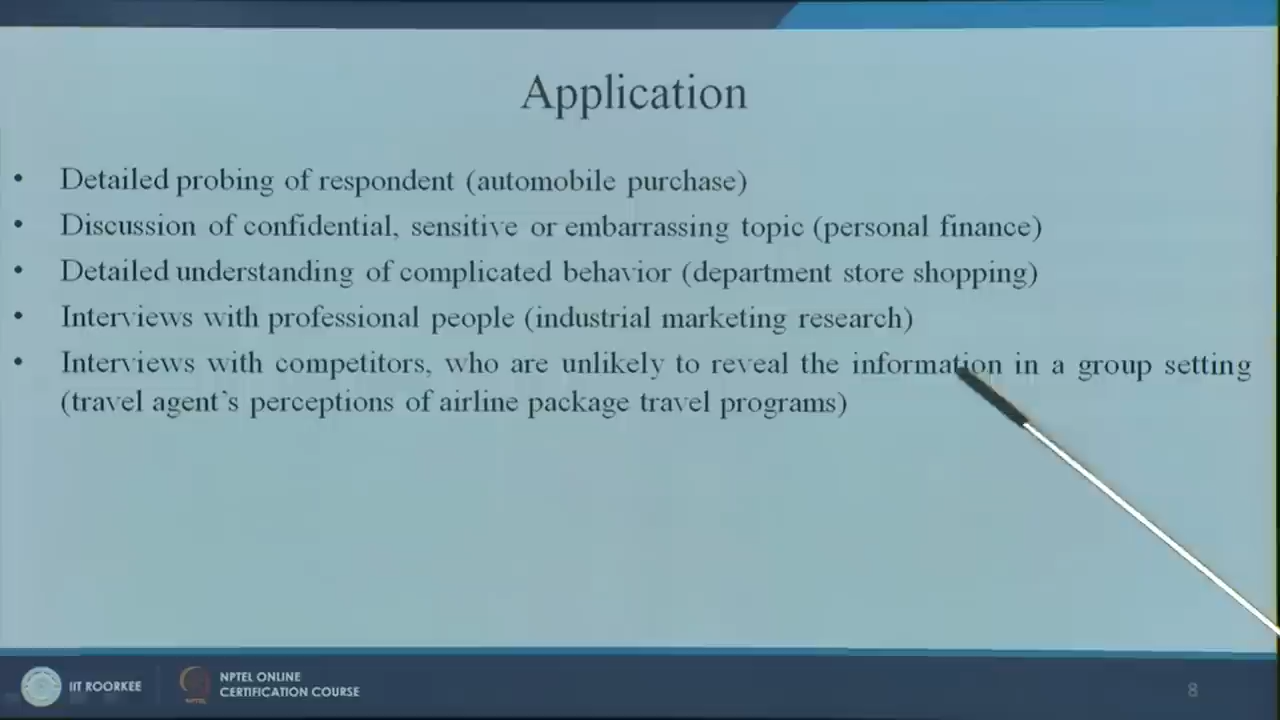 Application
• Detailed probing of respondent (automobile purchase)
• Discussion of confidential, sensitive or embarrassing topic (personal finance)
• Detailed understanding of complicated behavior (department store shopping)
• Interviews with professional people (industrial marketing research)
• Interviews with competitors, who are unlikely to reveal the information in a group setting
(travel agent`s perceptions of airline package travel programs)
IIT ROORKEE
NPTEL ONLINE
CERTIFICATION COURSE
8